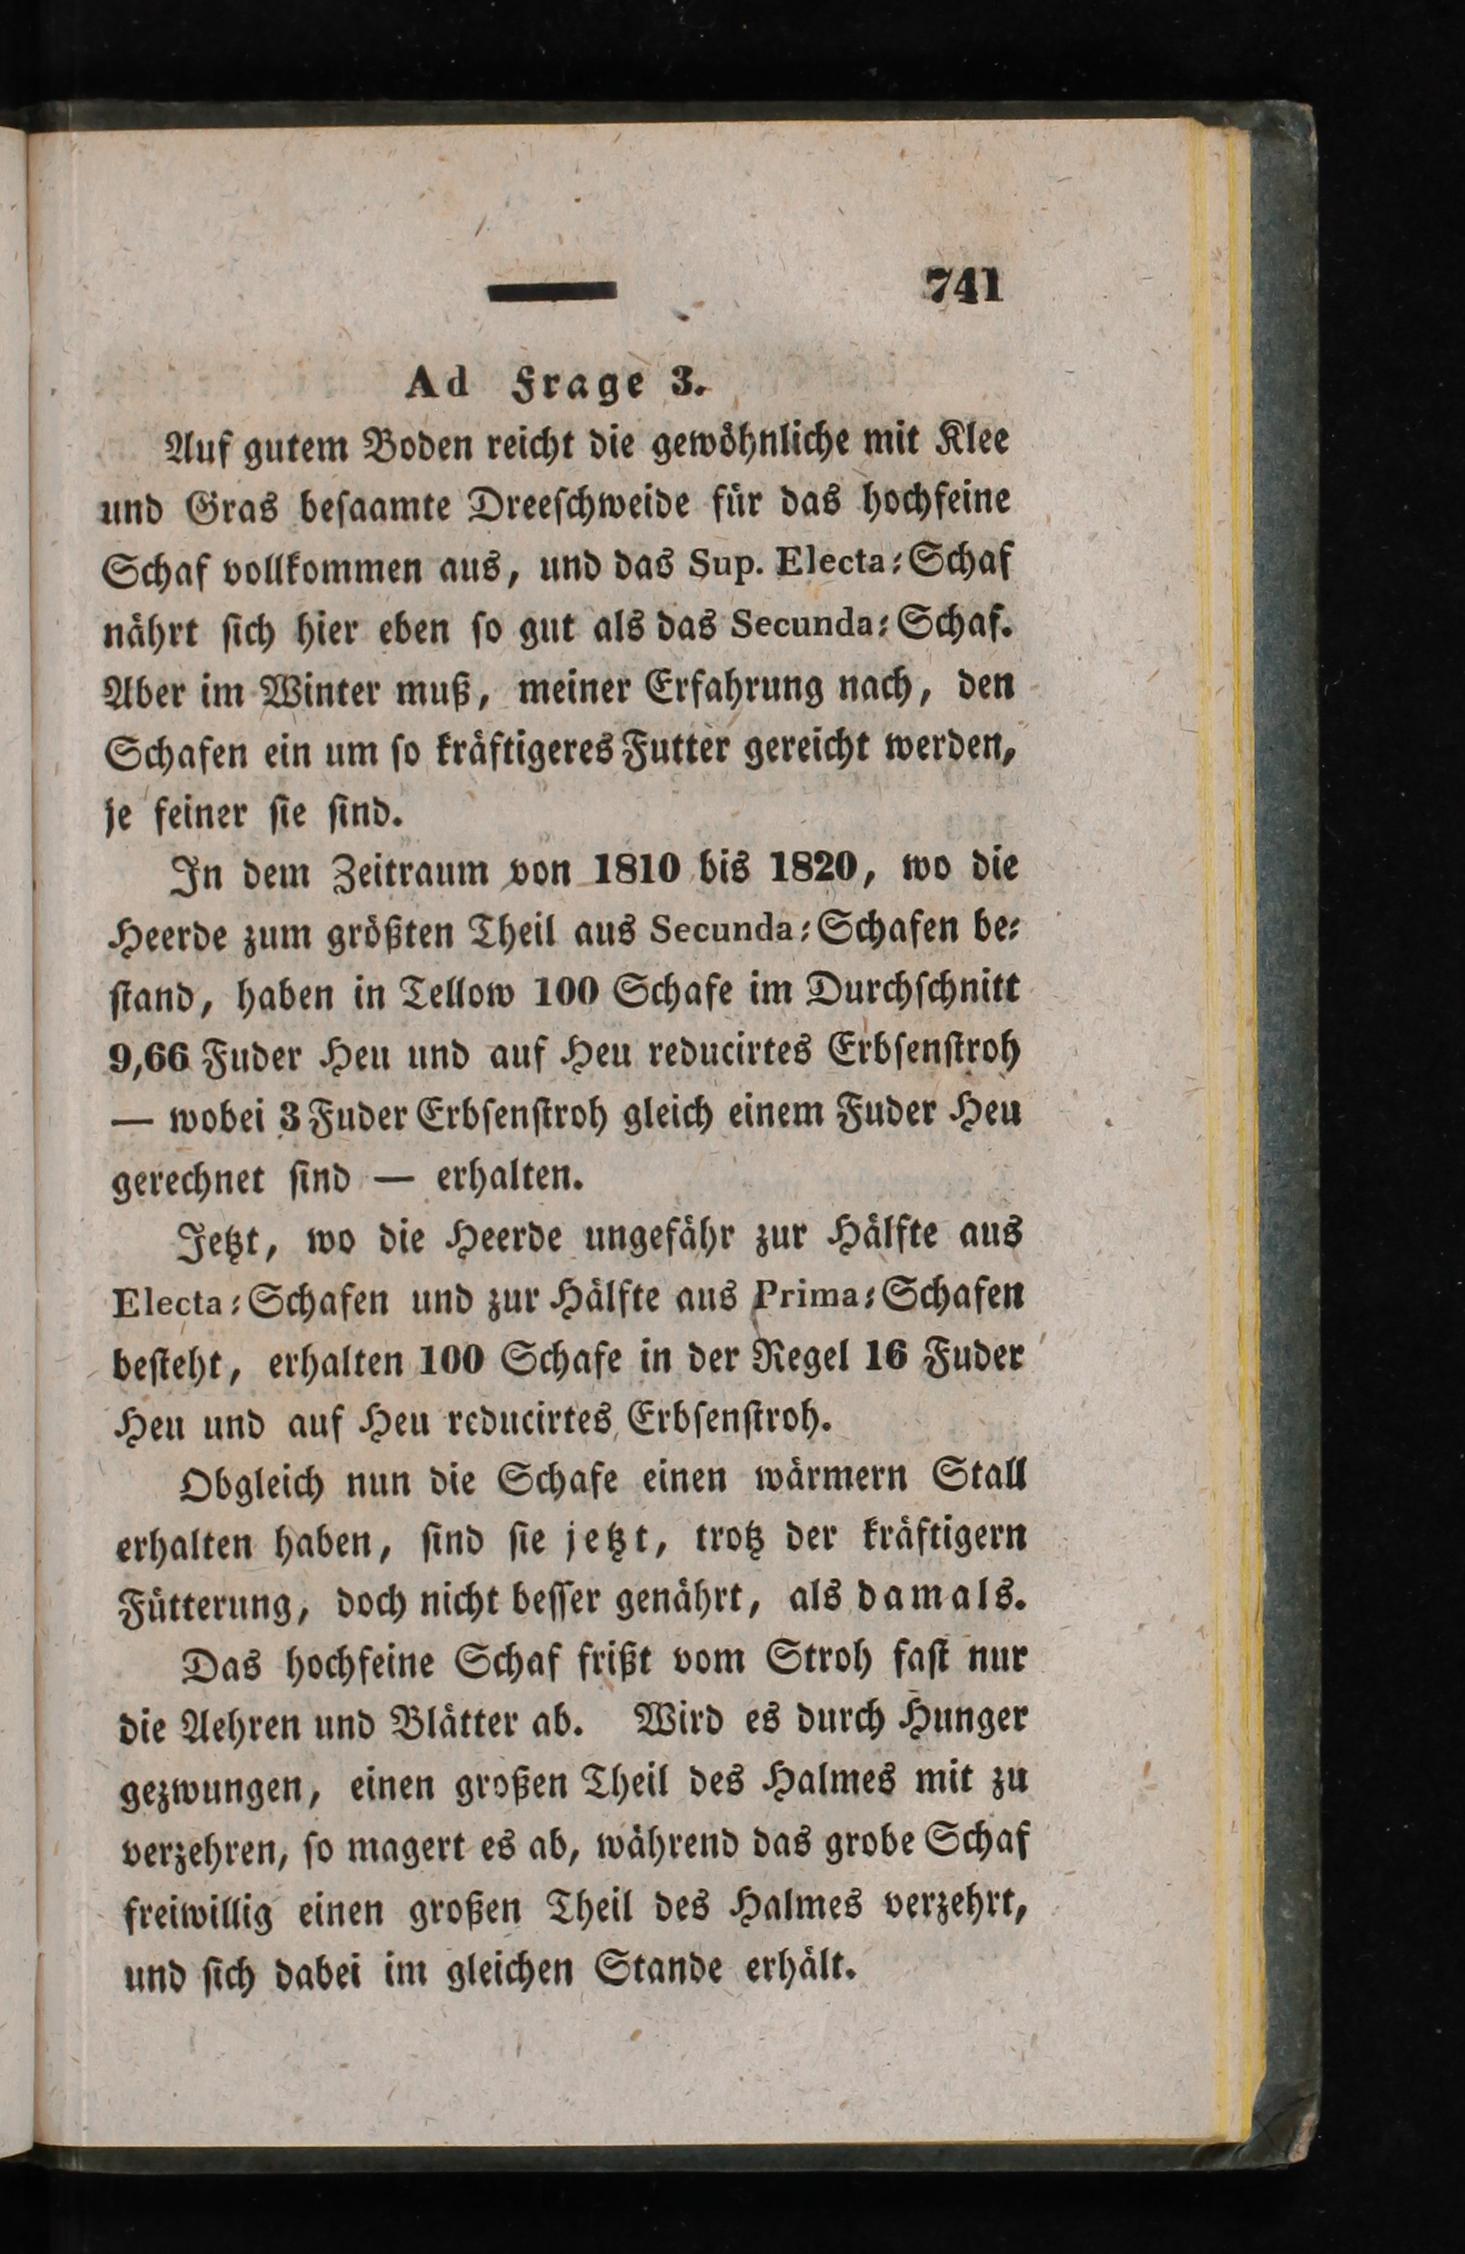 741
Ad Frage 3.
Auf gutem Boden reicht die gewöhnliche mit Klee
und Gras beſaamte Dreeſchweide für das hochfeine
Schaf vollkommen aus, und das Sup. Electa⸗Schaf
nährt ſich hier eben ſo gut als das Secunda⸗Schaf.
Aber im Winter muß, meiner Erfahrung nach, den
Schafen ein um ſo kräftigeres Futter gereicht werden,
je feiner ſie ſind.
In dem Zeitraum von 1810 bis 1820, wo die
Heerde zum größten Theil aus Secunda⸗Schafen be⸗
ſtand, haben in Tellow 100 Schafe im Durchſchnitt
9,66 Fuder Heu und auf Heu reducirtes Erbſenſtroh
— wobei 3 Fuder Erbſenſtroh gleich einem Fuder Heu
gerechnet ſind — erhalten.
Jetzt, wo die Heerde ungefähr zur Hälfte aus
Electa⸗Schafen und zur Hälfte aus Prima⸗Schafen
beſteht, erhalten 100 Schafe in der Regel 16 Fuder
Heu und auf Heu reducirtes Erbſenſtroh.
Obgleich nun die Schafe einen wärmern Stall
erhalten haben, ſind ſie jetzt, trotz der kräftigern
Fütterung, doch nicht beſſer genährt, als damals.
Das hochfeine Schaf frißt vom Stroh faſt nur
die Aehren und Blätter ab. Wird es durch Hunger
gezwungen, einen großen Theil des Halmes mit zu
verzehren, ſo magert es ab, während das grobe Schaf
freiwillig einen großen Theil des Halmes verzehrt,
und ſich dabei im gleichen Stande erhält.